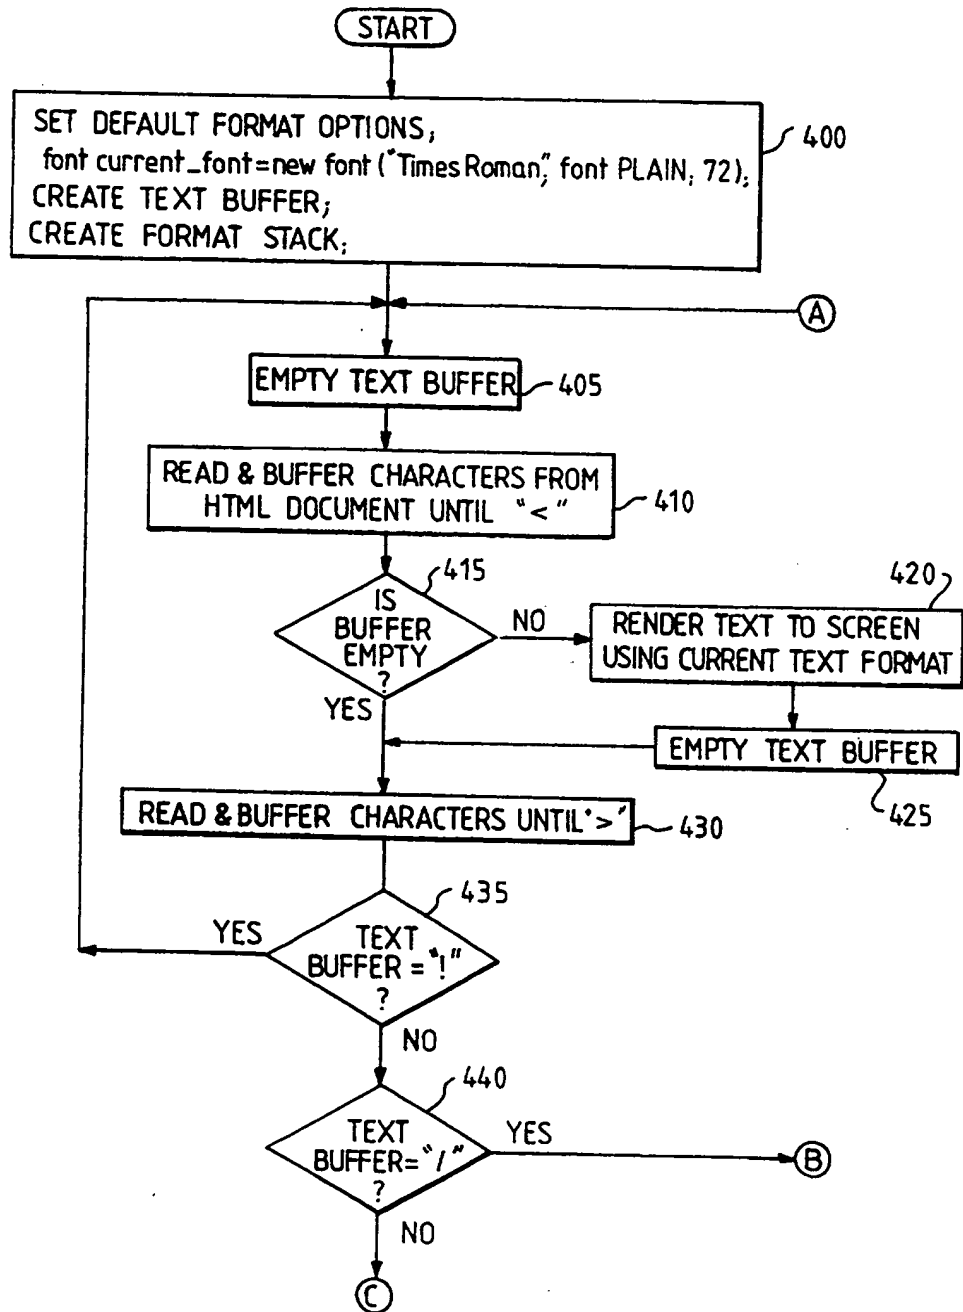 START
SET DEFAULT FORMAT OPTIONS;
font current_font=new font ("Times Roman", font PLAIN, 72);
CREATE TEXT BUFFER;
CREATE FORMAT STACK;
400
A
EMPTY TEXT BUFFER
405
READ & BUFFER CHARACTERS FROM
HTML DOCUMENT UNTIL "<"
410
415
IS
BUFFER
EMPTY
?
NO
YES
420
RENDER TEXT TO SCREEN
USING CURRENT TEXT FORMAT
EMPTY TEXT BUFFER
425
READ & BUFFER CHARACTERS UNTIL '>'
430
435
YES
TEXT
BUFFER = "!"
?
NO
440
TEXT
BUFFER= "/"
?
YES
B
NO
C